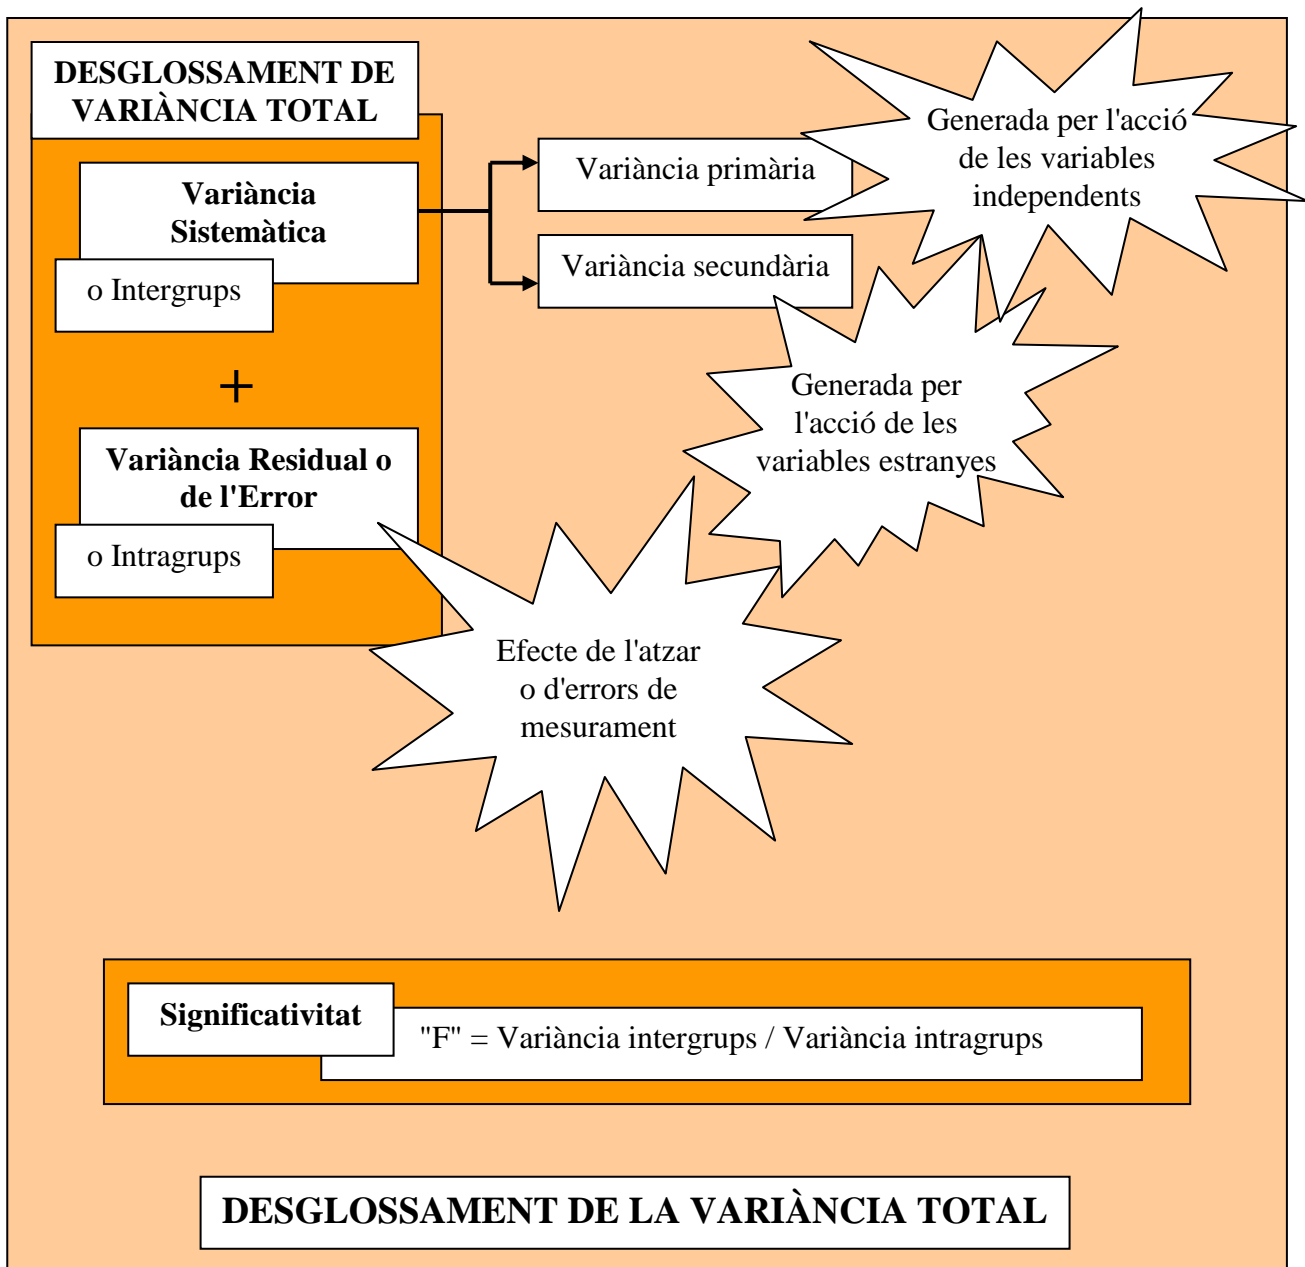 DESGLOSSAMENT DE
VARIÀNCIA TOTAL
Variància
Sistemàtica
o Intergrups
+
Variància Residual o
de l'Error
o Intragrups
Variància primària
Variància secundària
Generada per l'acció
de les variables
independents
Generada per
l'acció de les
variables estranyes
Efecte de l'atzar
o d'errors de
mesurament
Significativitat
"F" = Variància intergrups / Variància intragrups
DESGLOSSAMENT DE LA VARIÀNCIA TOTAL